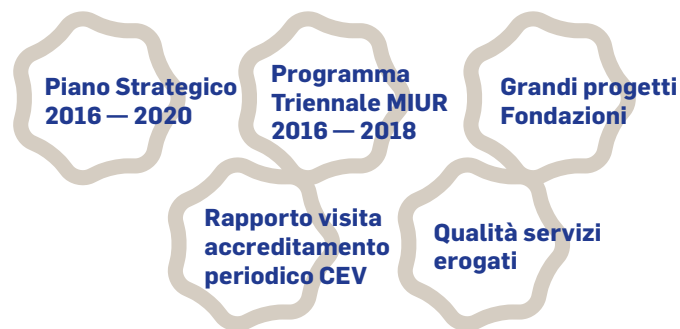 Piano Strategico
2016 — 2020
Programma
Triennale MIUR
2016 — 2018
Grandi progetti
Fondazioni
Rapporto visita
accreditamento
periodico CEV
Qualità servizi
erogati